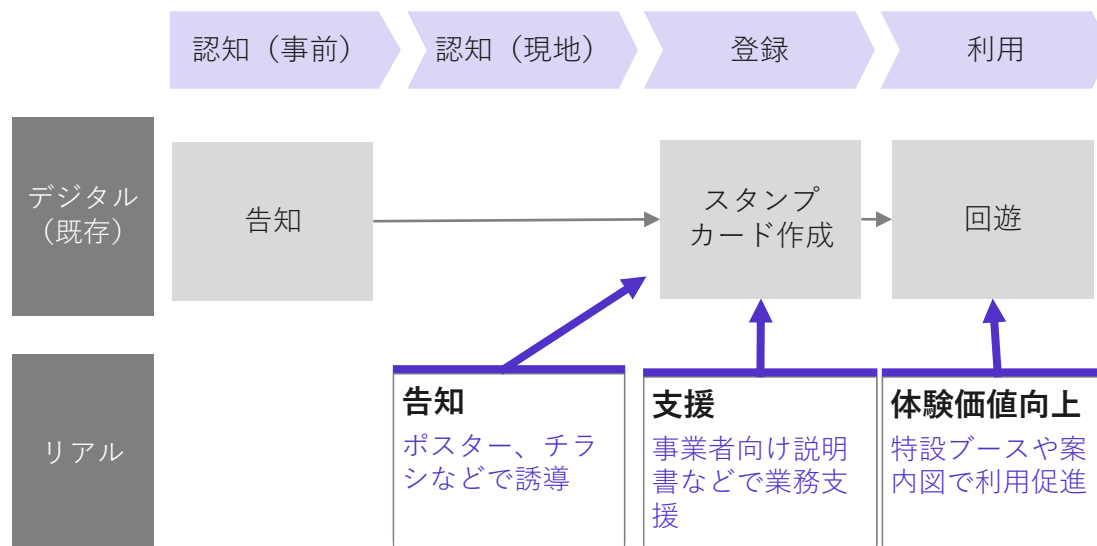 認知（事前）
認知（現地）
登録
利用
デジタル
（既存）
告知
スタンプ
カード作成
回遊
リアル
告知
ポスター、チラ
シなどで誘導
支援
事業者向け説明
書などで業務支
援
体験価値向上
特設ブースや案
内図で利用促進